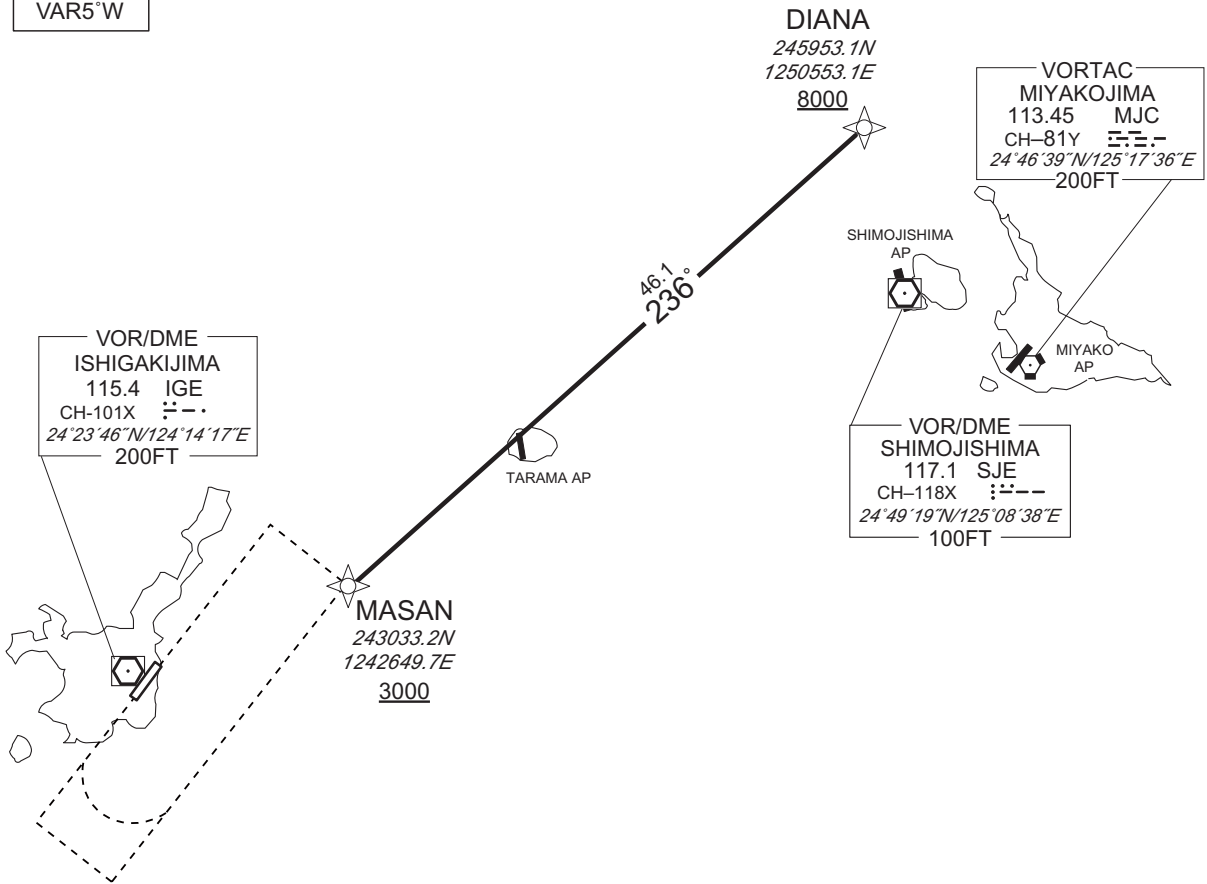 VAR5°W
DIANA
245953.1N
1250553.1E
8000
VORTAC
MIYAKOJIMA
113.45 MJC
CH–81Y
24°46´39˝N/125°17´36˝E
200FT
SHIMOJISHIMA
AP
46.1
236°
MIYAKO
AP
VOR/DME
ISHIGAKIJIMA
115.4 IGE
CH-101X
24°23´46˝N/124°14´17˝E
200FT
VOR/DME
SHIMOJISHIMA
117.1 SJE
CH–118X
24°49´19˝N/125°08´38˝E
100FT
TARAMA AP
MASAN
243033.2N
1242649.7E
3000